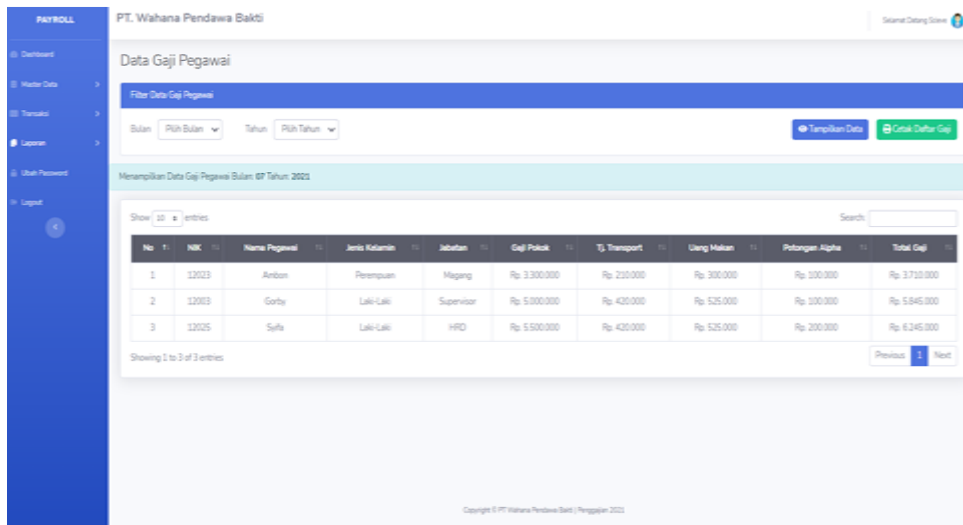 PAYROLL
PT. Wahana Pendawa Bakti
Selamat Datang
Dashboard
Master Data
Transaksi
Laporan
Ubah Password
Logout
Data Gaji Pegawai
Filter Data Gaji Pegawai
Bulan Pilih Bulan Tahun Pilih Tahun Tampilkan Data Cetak Daftar Gaji
Menampilkan Data Gaji Pegawai Bulan: 07 Tahun: 2021
Show 10 entries Search:
No NIK Nama Pegawai Jenis Kelamin Jabatan Gaji Pokok Tj. Transport Uang Makan Potongan Alpha Total Gaji
1 12023 Ambon Perempuan Magang Rp. 3.300.000 Rp. 210.000 Rp. 300.000 Rp. 100.000 Rp. 3.710.000
2 12003 Gorby. Laki-Laki Supervisor Rp. 5.000.000 Rp. 420.000 Rp. 525.000 Rp. 100.000 Rp. 5.845.000
3 12025 Syifa Laki-Laki HRD Rp. 5.500.000 Rp. 420.000 Rp. 525.000 Rp. 200.000 Rp. 6.245.000
Showing 1 to 3 of 3 entries
Previous 1 Next
Copyright © PT Wahana Pendawa Bakti | Penggajian 2021